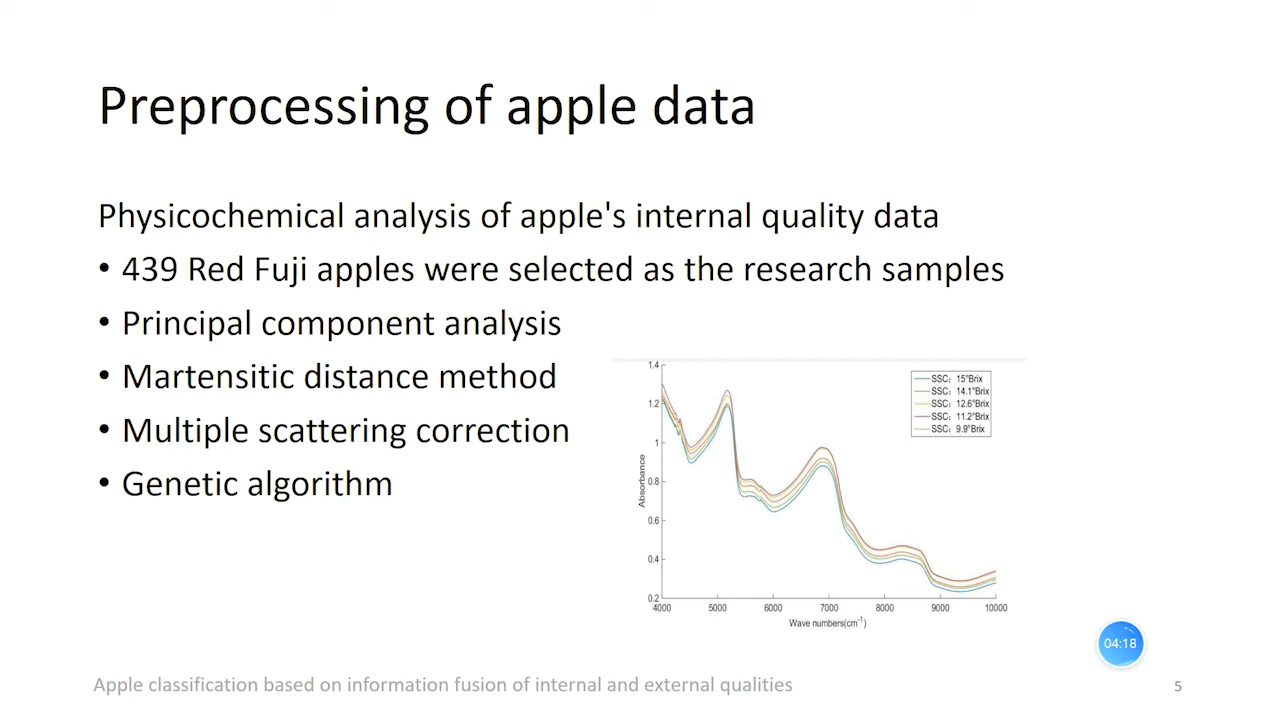 Preprocessing of apple data
Physicochemical analysis of apple's internal quality data
• 439 Red Fuji apples were selected as the research samples
• Principal component analysis
• Martensitic distance method
• Multiple scattering correction
• Genetic algorithm
1.4
1.2
1
0.8
0.6
0.4
0.2
Absorbance
SSC: 15°Brix
SSC: 14.1°Brix
SSC: 12.6°Brix
SSC: 11.2°Brix
SSC: 9.9°Brix
4000 5000 6000 7000 8000 9000 10000
Wave numbers(cm⁻¹)
04:18
Apple classification based on information fusion of internal and external qualities
5